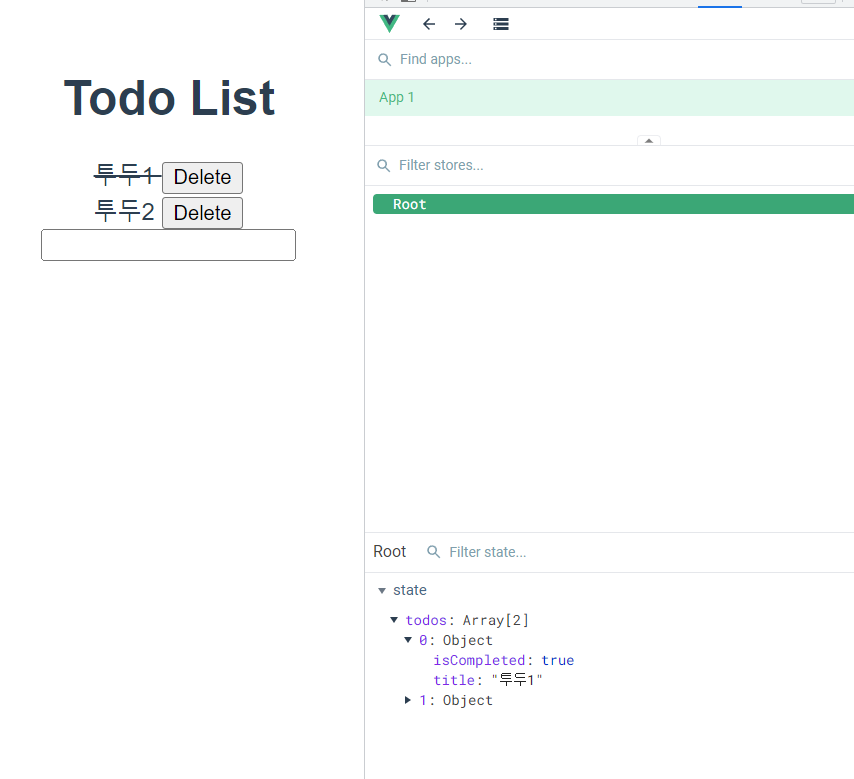 Todo List
투두1 Delete
투두2 Delete
Find apps...
App 1
Filter stores...
Root
Root Filter state...
state
todos: Array[2]
0: Object
isCompleted: true
title: "투두1"
1: Object